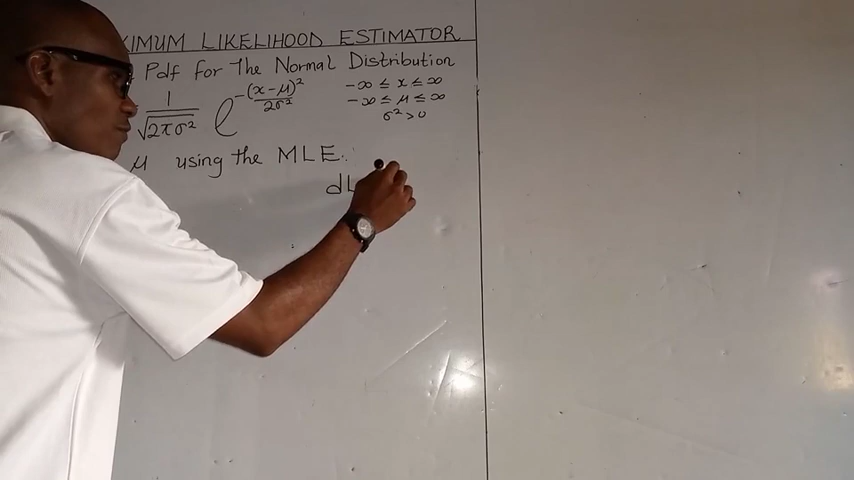 XIMUM LIKELIHOOD ESTIMATOR
Pdf for The Normal Distribution
1/√2πσ² e^-(x-μ)²/2σ² -∞ ≤ x ≤ ∞
-∞ ≤ μ ≤ ∞
σ² > 0
μ using the MLE.
dL